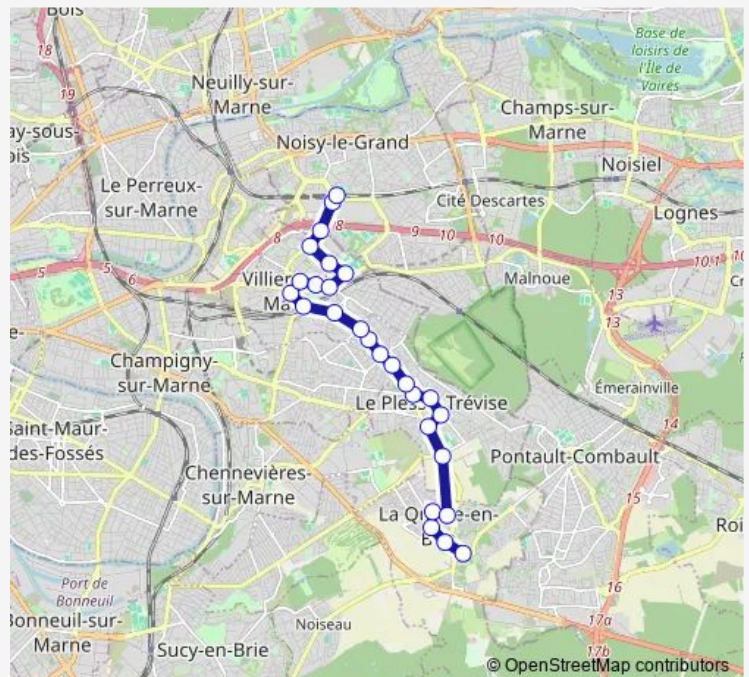 Bois
18
Base de
loisirs de
l'Île de
Vaires
19
Neuilly-sur-
Marne
Champs-sur-
Marne
ay-sous-
ois
Noisy-le-Grand
Noisiel
Le Perreux-
sur-Marne
Cité Descartes
Lognes
8
8
9
10
10
10.1
10
5
5
6
Villie
Ma
Malnoue
Cr
13
13
e-
Champigny-
sur-Marne
Émerainville
Le Ples
Trévise
14
Saint-Maur-
des-Fossés
Pontault-Combault
Chennevières-
sur-Marne
15
La Q
e-en-
B
Roi
Port de
Bonneuil
16
Bonneuil-sur-
Marne
Noiseau
17a
Sucy-en-Brie
17b
© OpenStreetMap contributors